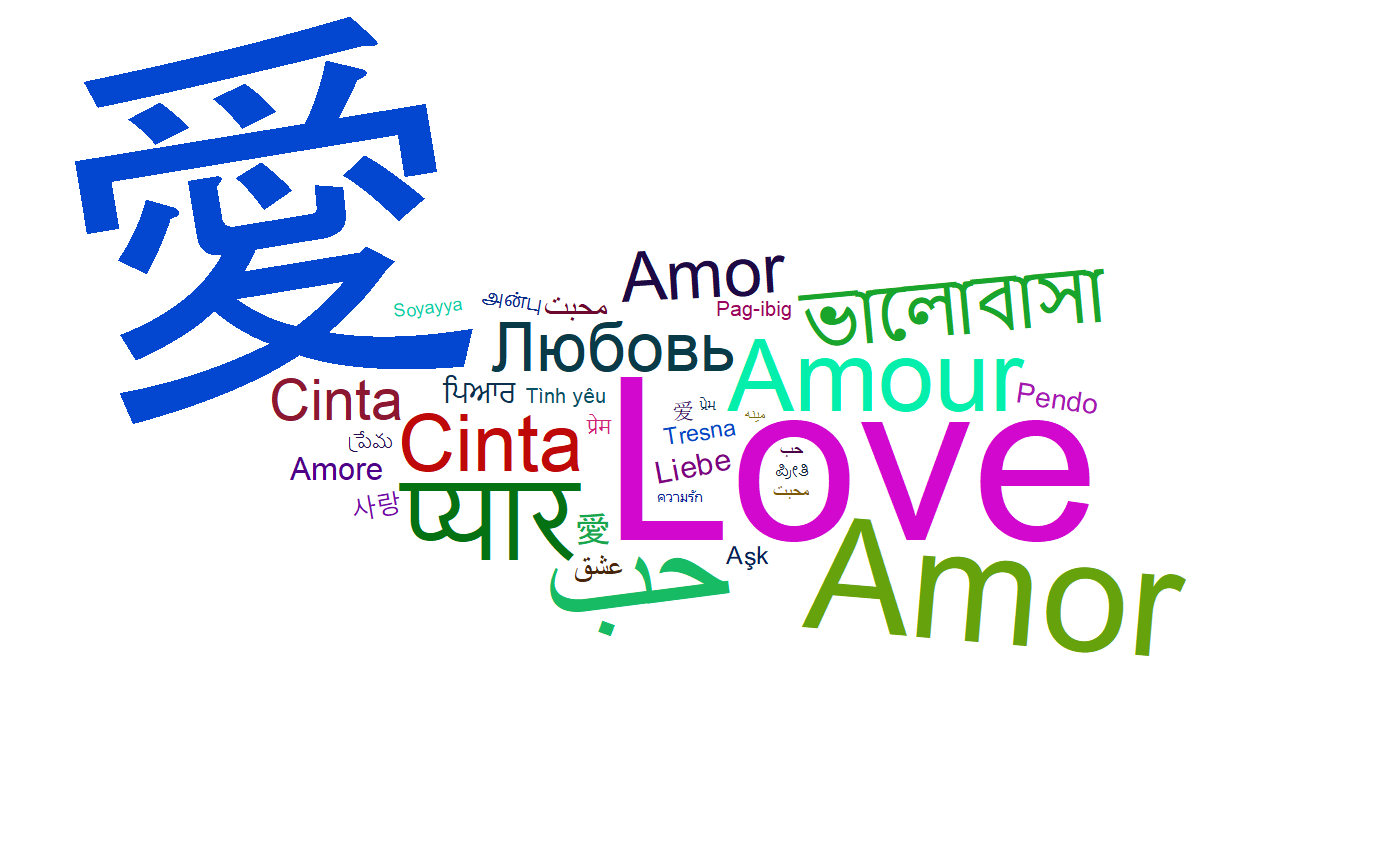 愛
Amor
Soyayya
அன்பு
محبت
Pag-ibig
ভালোবাসা
Любовь
Amour
Cinta
ਪਿਆਰ
Tình yêu
Love
爱
પ્રેમ
مينه
Pendo
ప్రేమ
Cinta
प्रेम
Tresna
حب
Amore
Liebe
ಪ್ರೀತಿ
محبت
사랑
प्यार
ความรัก
愛
عشق
حب
Aşk
Amor